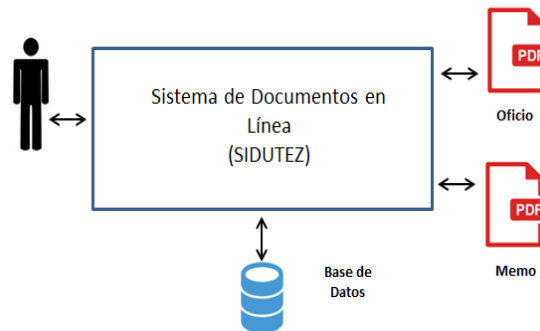 Sistema de Documentos en
Línea
(SIDUTEZ)
PDF
Oficio
PDF
Memo
Base de
Datos